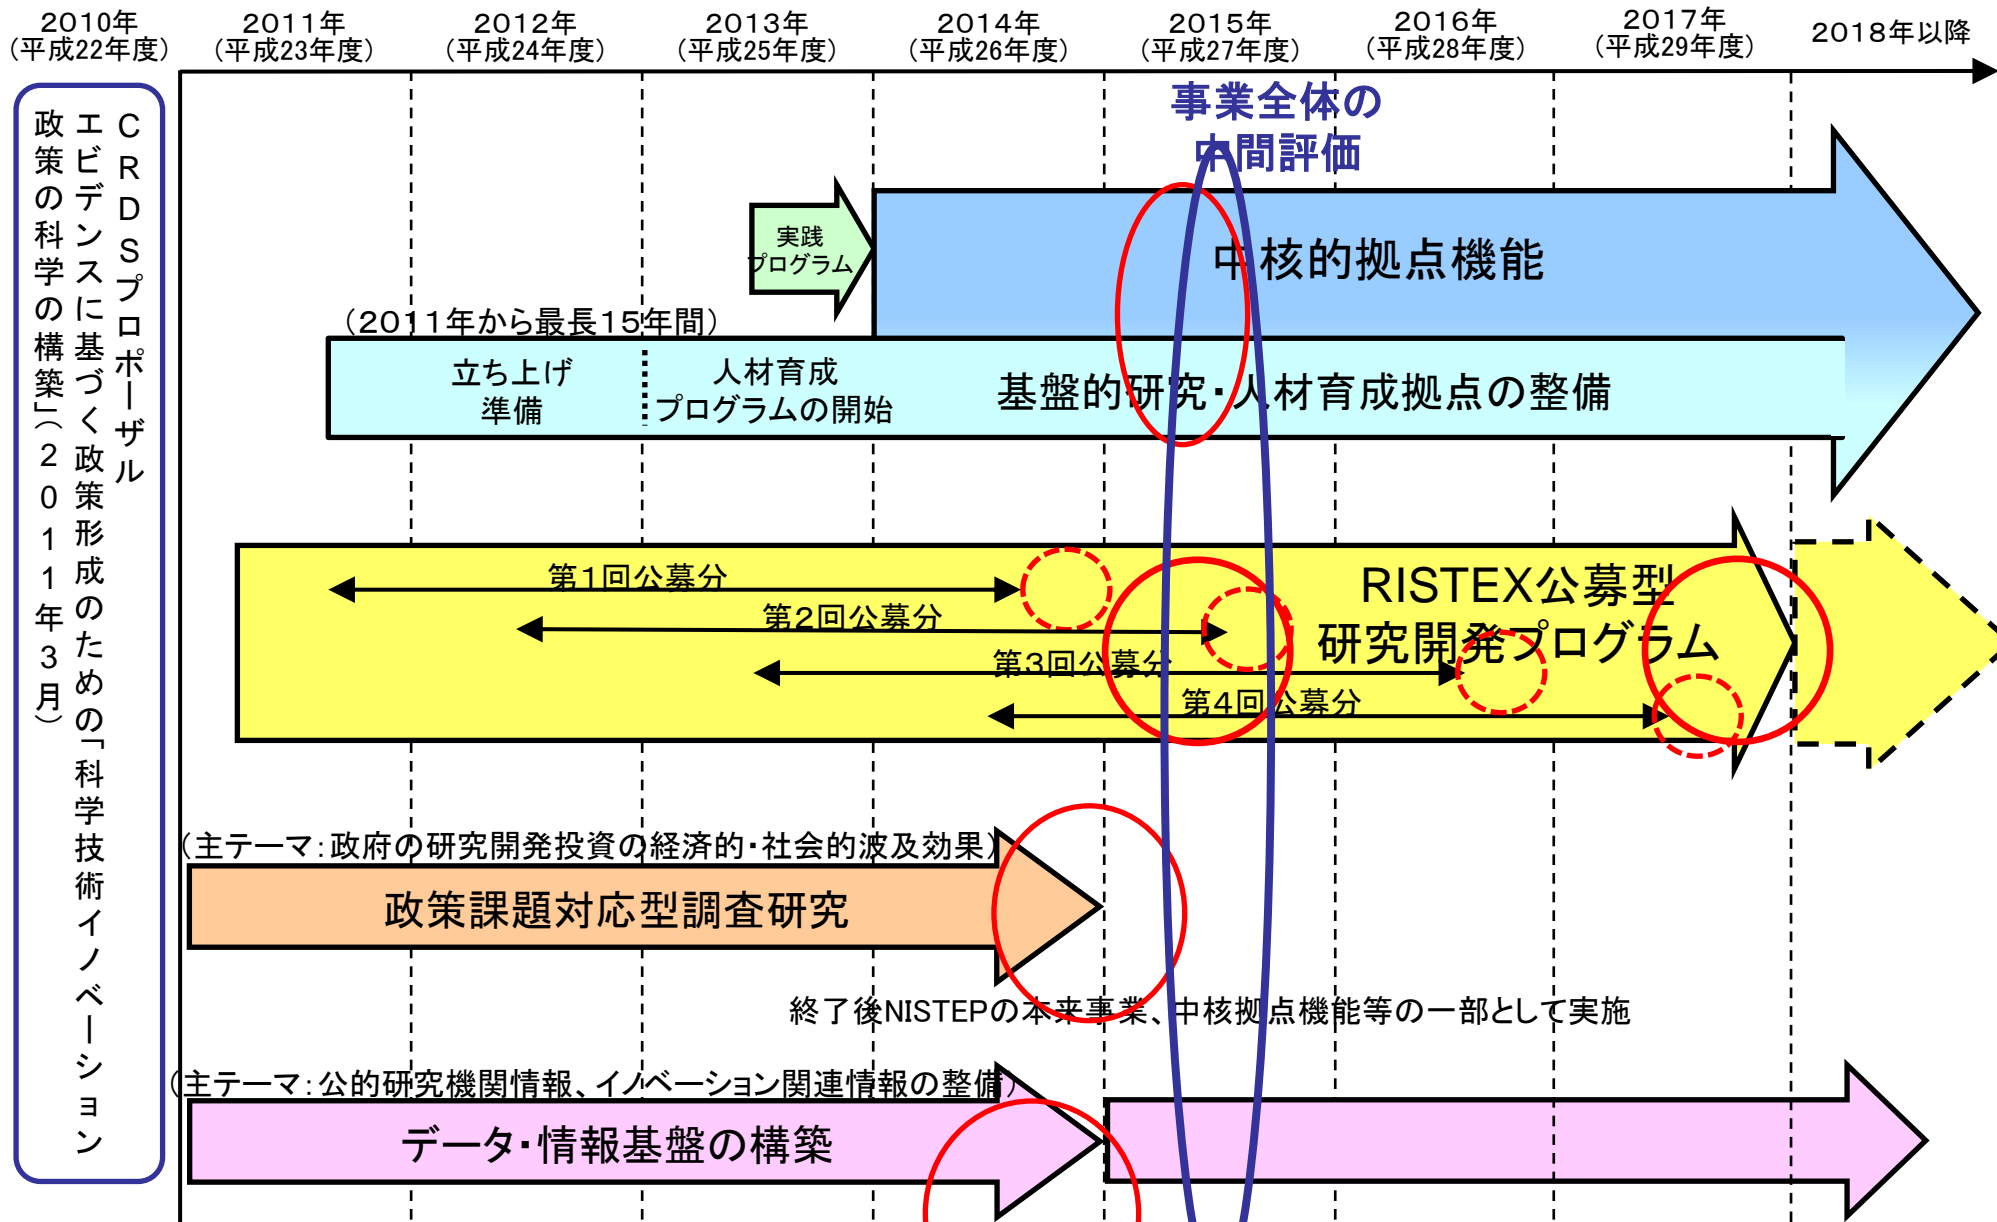 2010年
(平成22年度)
2011年
(平成23年度)
2012年
(平成24年度)
2013年
(平成25年度)
2014年
(平成26年度)
2015年
(平成27年度)
2016年
(平成28年度)
2017年
(平成29年度)
2018年以降
CRDSプロポーザル
エビデンスに基づく政策形成のための「科学技術イノベーション
政策の科学の構築」(2011年3月)
事業全体の
中間評価
実践
プログラム
中核的拠点機能
(2011年から最長15年間)
立ち上げ
準備
人材育成
プログラムの開始
基盤的研究・人材育成拠点の整備
第1回公募分
第2回公募分
第3回公募分
第4回公募分
RISTEX公募型
研究開発プログラム
(主テーマ:政府の研究開発投資の経済的・社会的波及効果)
政策課題対応型調査研究
終了後NISTEPの本来事業、中核拠点機能等の一部として実施
(主テーマ:公的研究機関情報、イノベーション関連情報の整備)
データ・情報基盤の構築